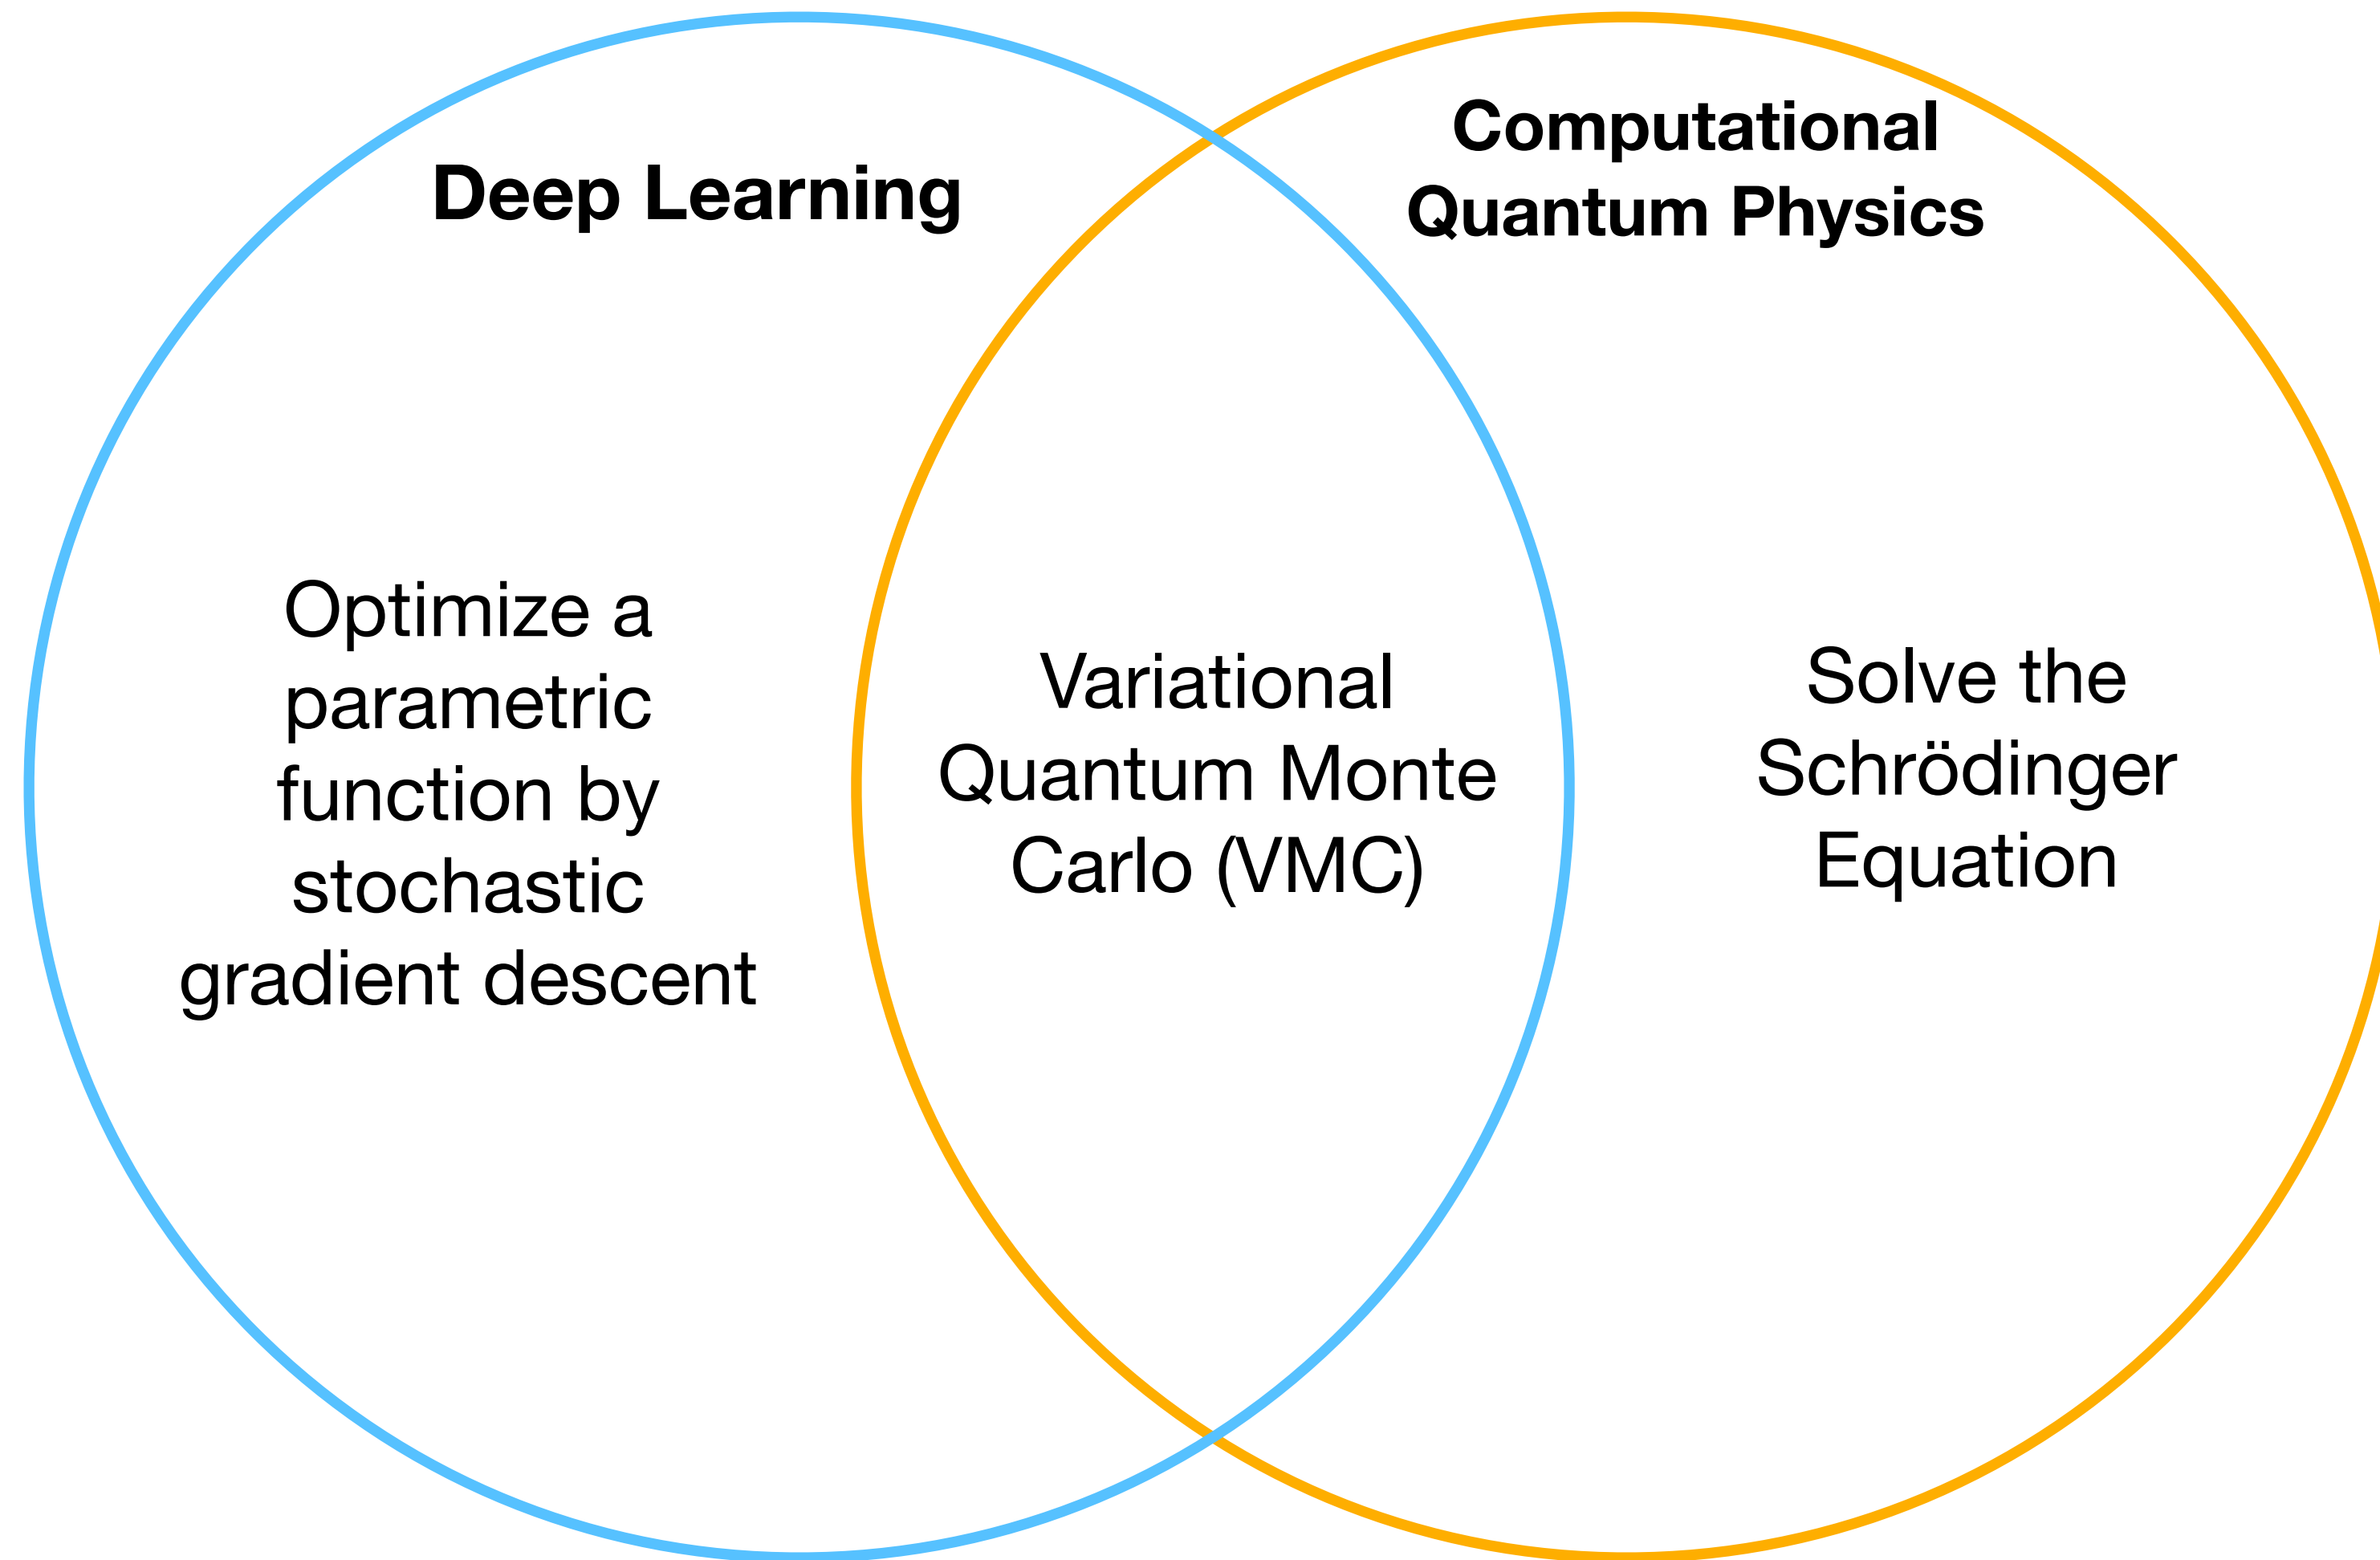 Deep Learning
Computational
Quantum Physics
Optimize a
parametric
function by
stochastic
gradient descent
Variational
Quantum Monte
Carlo (VMC)
Solve the
Schrödinger
Equation